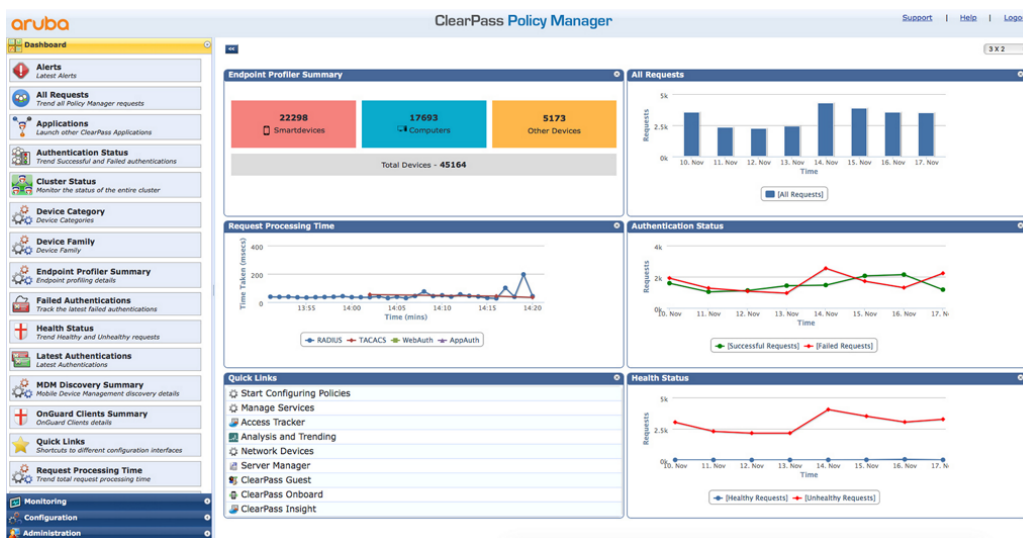 aruba
ClearPass Policy Manager
Support | Help | Logo
Dashboard
Alerts
Latest Alerts
All Requests
Trend all Policy Manager requests
Applications
Launch other ClearPass Applications
Authentication Status
Trend Successful and Failed authentications
Cluster Status
Monitor the status of the entire cluster
Device Category
Device Categories
Device Family
Device Family
Endpoint Profiler Summary
Endpoint profiling details
Failed Authentications
Track the latest failed authentications
Health Status
Trend Healthy and Unhealthy requests
Latest Authentications
Latest Authentications
MDM Discovery Summary
Mobile Device Management discovery details
OnGuard Clients Summary
OnGuard Clients details
Quick Links
Shortcuts to different configuration interfaces
Request Processing Time
Trend total request processing time
Monitoring
Configuration
Administration
<<
3 X 2
Endpoint Profiler Summary
22298
Smartdevices
17693
Computers
5173
Other Devices
Total Devices - 45164
All Requests
Requests
5k
2.5k
0k
10. Nov 11. Nov 12. Nov 13. Nov 14. Nov 15. Nov 16. Nov 17. Nov
Time
[All Requests]
Request Processing Time
Time Taken (msecs)
400
200
0
13:55 14:00 14:05 14:10 14:15 14:20
Time (mins)
RADIUS TACACS WebAuth AppAuth
Authentication Status
Requests
4k
2k
0k
10. Nov 11. Nov 12. Nov 13. Nov 14. Nov 15. Nov 16. Nov 17. N
Time
[Successful Requests] [Failed Requests]
Quick Links
Start Configuring Policies
Manage Services
Access Tracker
Analysis and Trending
Network Devices
Server Manager
ClearPass Guest
ClearPass Onboard
ClearPass Insight
Health Status
Requests
5k
2.5k
0k
10. Nov 11. Nov 12. Nov 13. Nov 14. Nov 15. Nov 16. Nov 17. N
Time
[Healthy Requests] [Unhealthy Requests]